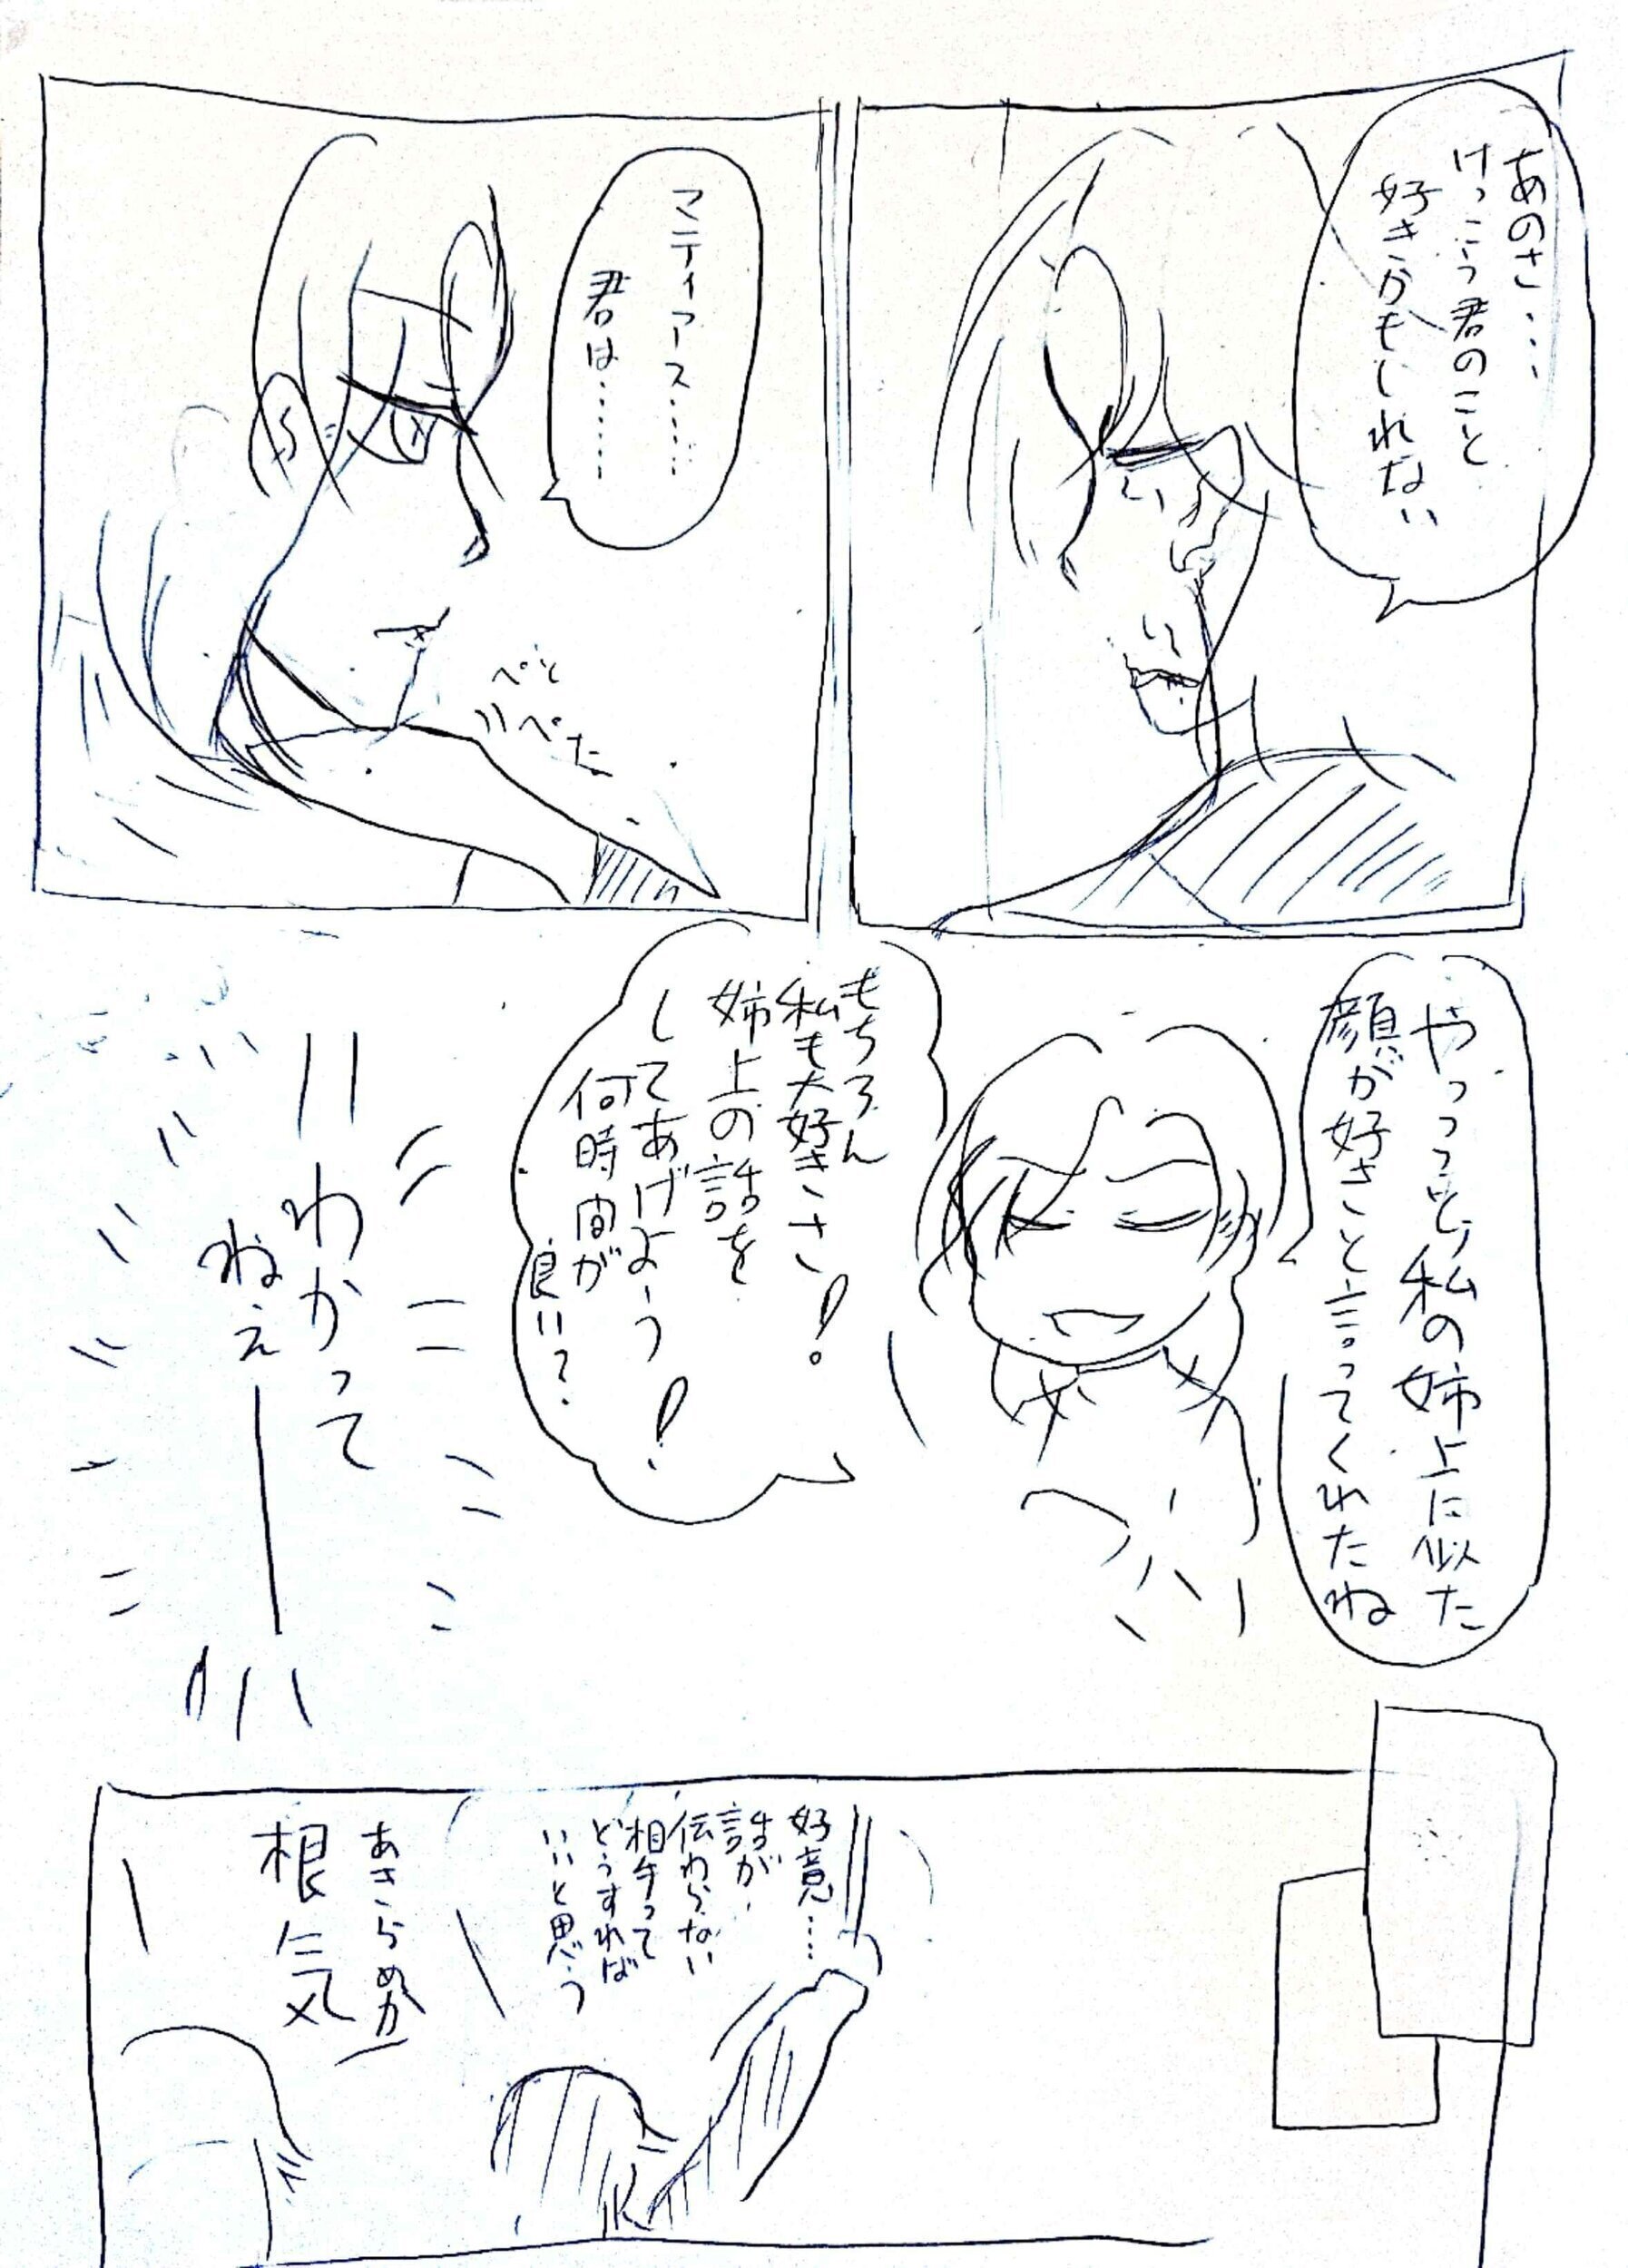 あのさ・・・・
けっこう君のこと
好きかもしれない
マティアス・・・・・・
君は・・・・・・
ぺと
ぺた
やっっっと私の姉上に似た
顔が好きと言ってくれたね
もちろん
私も大好きさ！
姉上の話を
してあげよう！
何時間が
良い？
わかって
ねぇー
好意・・・・
話が
伝わらない
相手って
どうすれば
いいと思う
あきらめか
根気